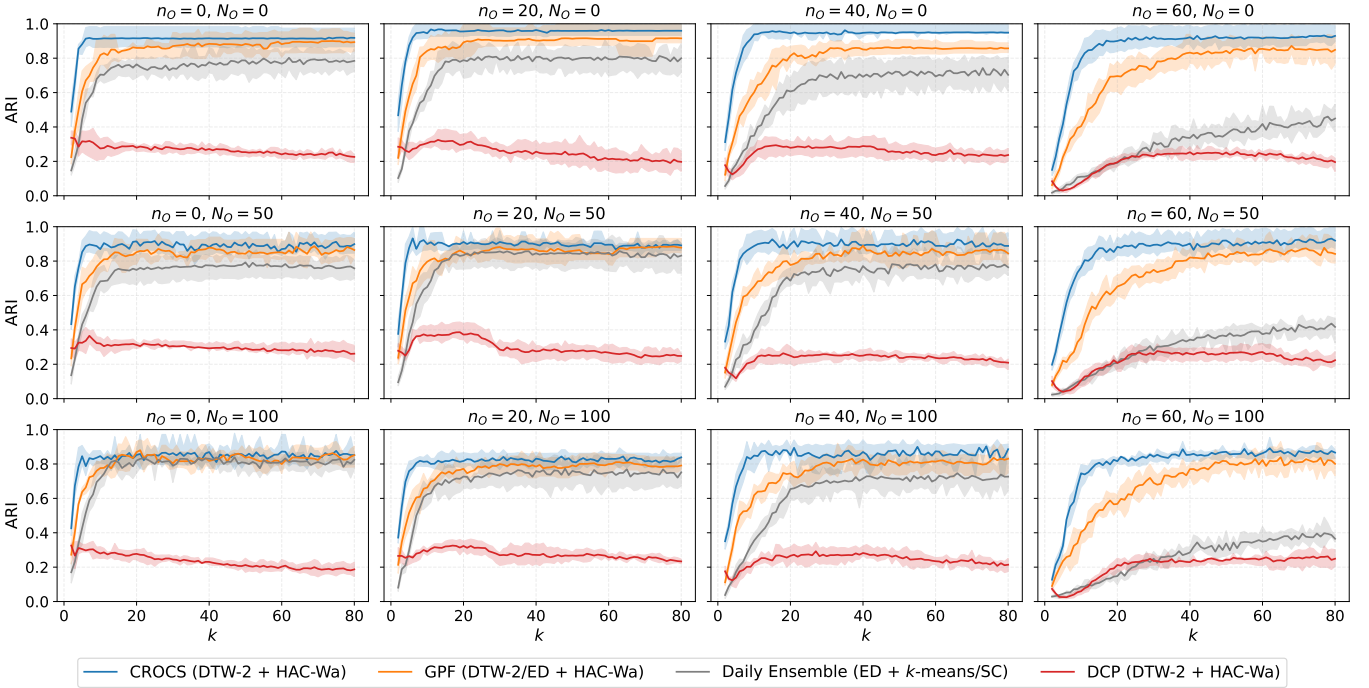 n_O = 0, N_O = 0
n_O = 20, N_O = 0
n_O = 40, N_O = 0
n_O = 60, N_O = 0
1.0
0.8
0.6
0.4
0.2
0.0
ARI
n_O = 0, N_O = 50
n_O = 20, N_O = 50
n_O = 40, N_O = 50
n_O = 60, N_O = 50
1.0
0.8
0.6
0.4
0.2
0.0
ARI
n_O = 0, N_O = 100
n_O = 20, N_O = 100
n_O = 40, N_O = 100
n_O = 60, N_O = 100
1.0
0.8
0.6
0.4
0.2
0.0
ARI
0 20 40 60 80
0 20 40 60 80
0 20 40 60 80
0 20 40 60 80
k
k
k
k
CROCS (DTW-2 + HAC-Wa)
GPF (DTW-2/ED + HAC-Wa)
Daily Ensemble (ED + k-means/SC)
DCP (DTW-2 + HAC-Wa)